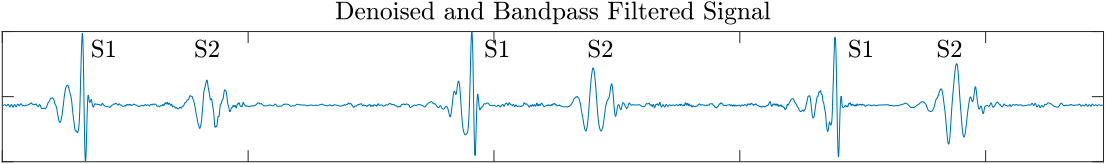 Denoised and Bandpass Filtered Signal
S1 S2 S1 S2 S1 S2